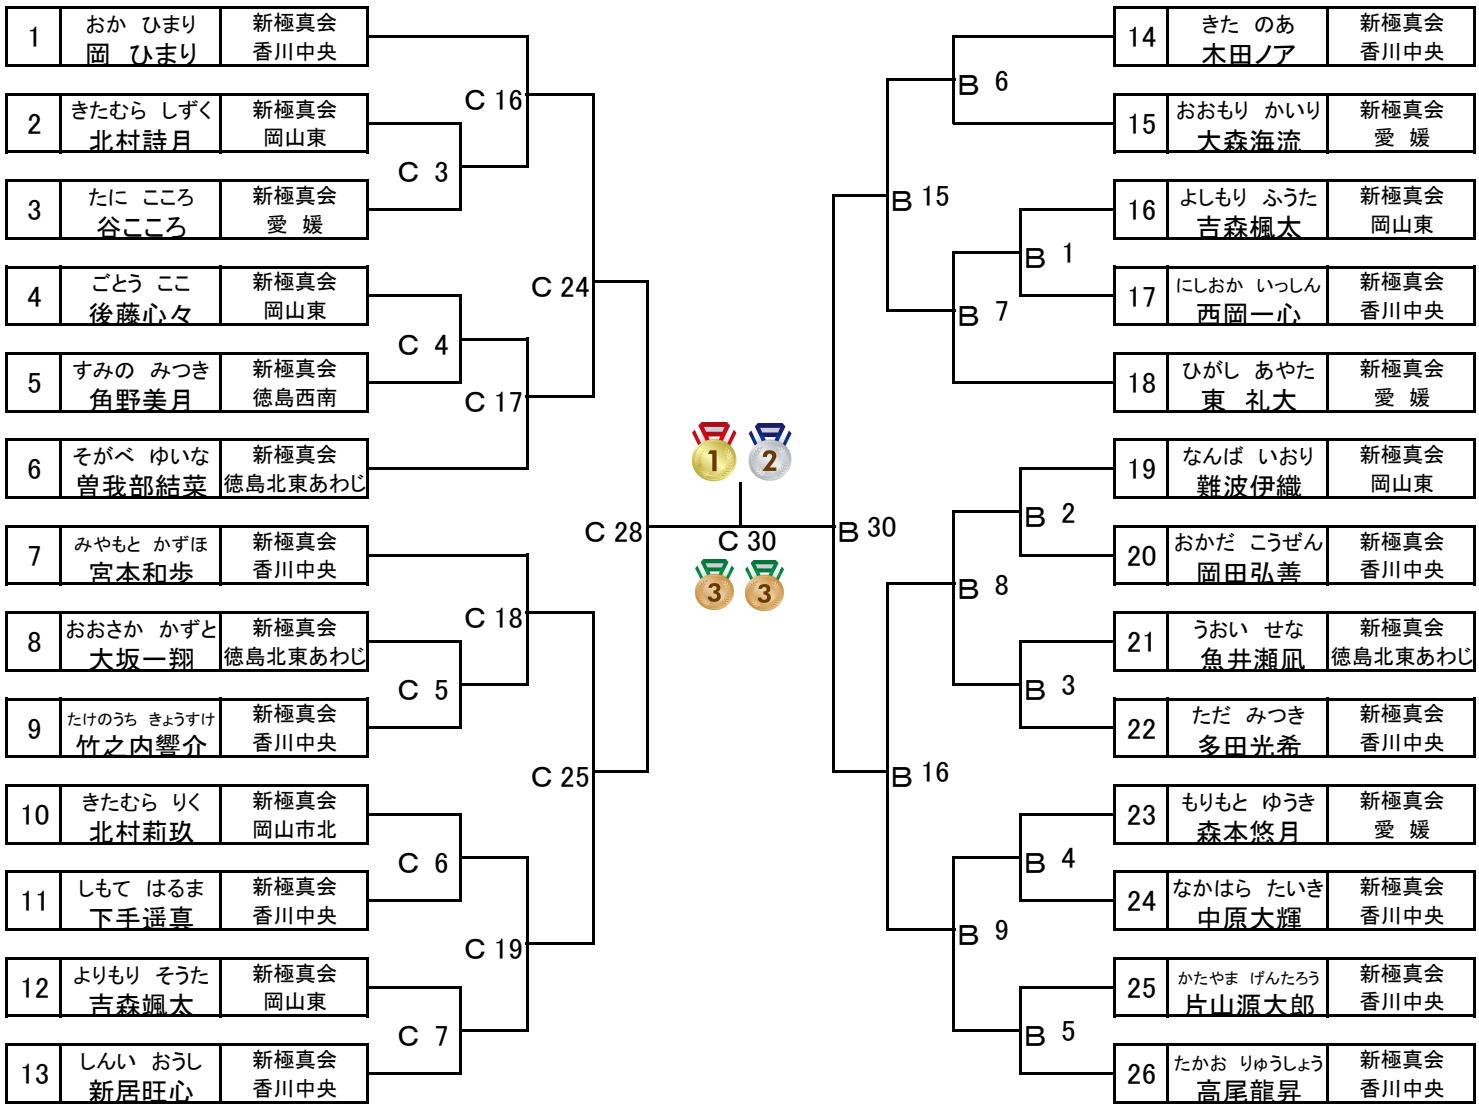 1
おか ひまり
岡 ひまり
新極真会
香川中央
2
きたむら しずく
北村詩月
新極真会
岡山東
3
たに こころ
谷こころ
新極真会
愛 媛
4
ごとう ここ
後藤心々
新極真会
岡山東
5
すみの みつき
角野美月
新極真会
徳島西南
6
そがべ ゆいな
曽我部結菜
新極真会
徳島北東あわじ
7
みやもと かずほ
宮本和歩
新極真会
香川中央
8
おおさか かずと
大坂一翔
新極真会
徳島北東あわじ
9
たけのうち きょうすけ
竹之内響介
新極真会
香川中央
10
きたむら りく
北村莉玖
新極真会
岡山市北
11
しもて はるま
下手遥真
新極真会
香川中央
12
よりもり そうた
吉森颯太
新極真会
岡山東
13
しんい おうし
新居旺心
新極真会
香川中央
C 16
C 3
C 24
C 4
C 17
C 28
C 18
C 5
C 25
C 6
C 19
C 7
1
2
C 30
3
3
B 30
B 6
B 15
B 1
B 7
B 2
B 8
B 3
B 16
B 4
B 9
B 5
14
きた のあ
木田ノア
新極真会
香川中央
15
おおもり かいり
大森海流
新極真会
愛 媛
16
よしもり ふうた
吉森楓太
新極真会
岡山東
17
にしおか いっしん
西岡一心
新極真会
香川中央
18
ひがし あやた
東 礼大
新極真会
愛 媛
19
なんば いおり
難波伊織
新極真会
岡山東
20
おかだ こうぜん
岡田弘善
新極真会
香川中央
21
うおい せな
魚井瀬凪
新極真会
徳島北東あわじ
22
ただ みつき
多田光希
新極真会
香川中央
23
もりもと ゆうき
森本悠月
新極真会
愛 媛
24
なかはら たいき
中原大輝
新極真会
香川中央
25
かたやま げんたろう
片山源大郎
新極真会
香川中央
26
たかお りゅうしょう
高尾龍昇
新極真会
香川中央